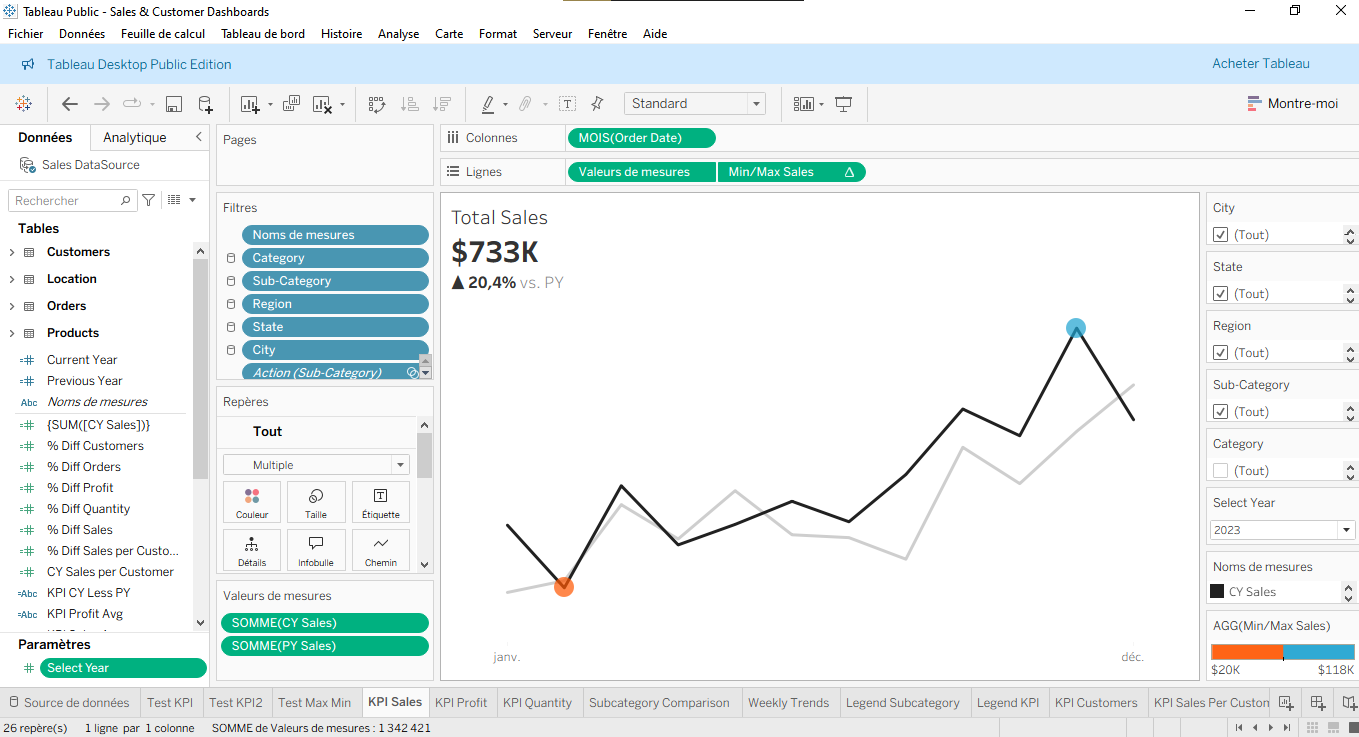 Tableau Public - Sales & Customer Dashboards
Fichier Données Feuille de calcul Tableau de bord Histoire Analyse Carte Format Serveur Fenêtre Aide
Tableau Desktop Public Edition
Acheter Tableau
Standard
Montre-moi
Données
Analytique
Sales DataSource
Rechercher
Tables
Customers
Location
Orders
Products
Current Year
Previous Year
Abc Noms de mesures
{SUM([CY Sales])}
% Diff Customers
% Diff Orders
% Diff Profit
% Diff Quantity
% Diff Sales
% Diff Sales per Custo...
CY Sales per Customer
=Abc KPI CY Less PY
=Abc KPI Profit Avg
Paramètres
Select Year
Pages
Filtres
Noms de mesures
Category
Sub-Category
Region
State
City
Action (Sub-Category)
Repères
Tout
Multiple
Couleur
Taille
Étiquette
Détails
Infobulle
Chemin
Valeurs de mesures
SOMME(CY Sales)
SOMME(PY Sales)
Colonnes
MOIS(Order Date)
Lignes
Valeurs de mesures
Min/Max Sales
Total Sales
$733K
▲ 20,4% vs. PY
janv.
déc.
City
(Tout)
State
(Tout)
Region
(Tout)
Sub-Category
(Tout)
Category
(Tout)
Select Year
2023
Noms de mesures
CY Sales
AGG(Min/Max Sales)
$20K $118K
Source de données Test KPI Test KPI2 Test Max Min KPI Sales KPI Profit KPI Quantity Subcategory Comparison Weekly Trends Legend Subcategory Legend KPI KPI Customers KPI Sales Per Custon
26 repère(s) 1 ligne par 1 colonne SOMME de Valeurs de mesures : 1 342 421